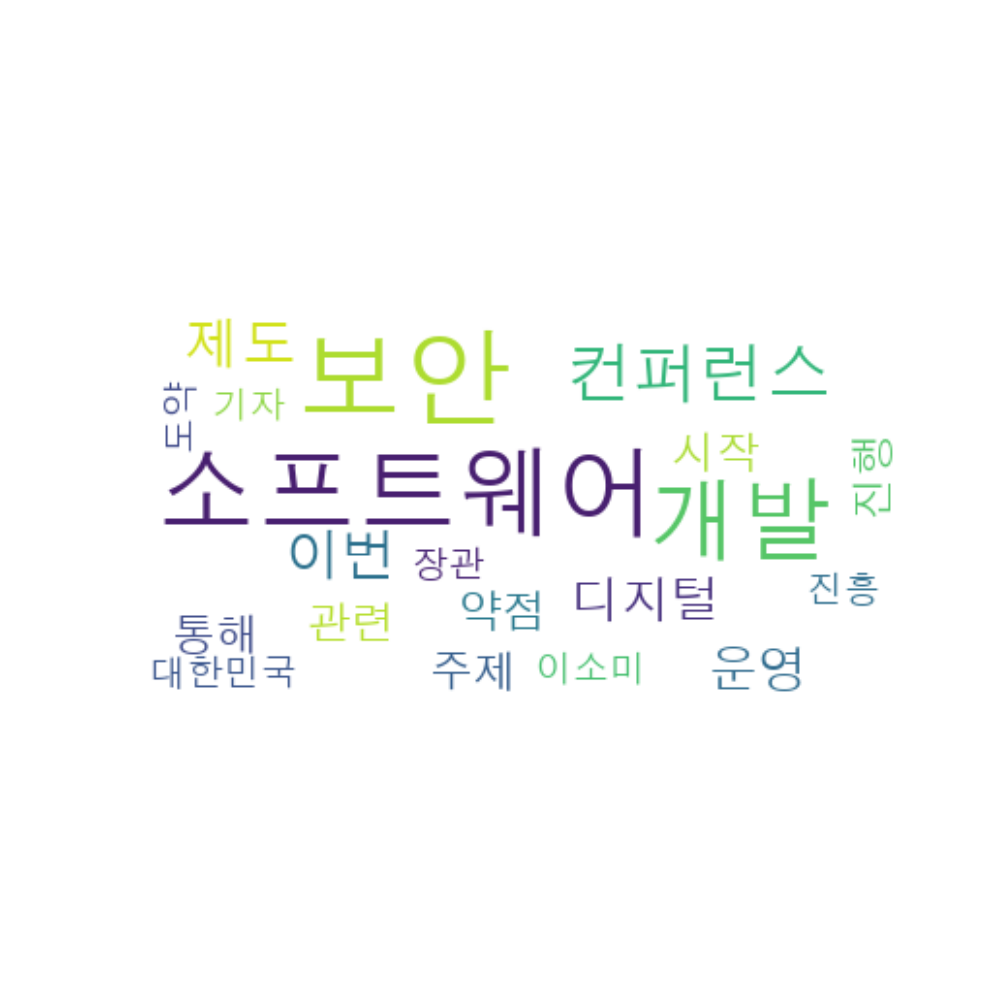 제도
보안
컨퍼런스
도약
기자
소프트웨어
시작
개발
진행
이번
장관
약점
디지털
진흥
통해
관련
대한민국
주제
이소미
운영